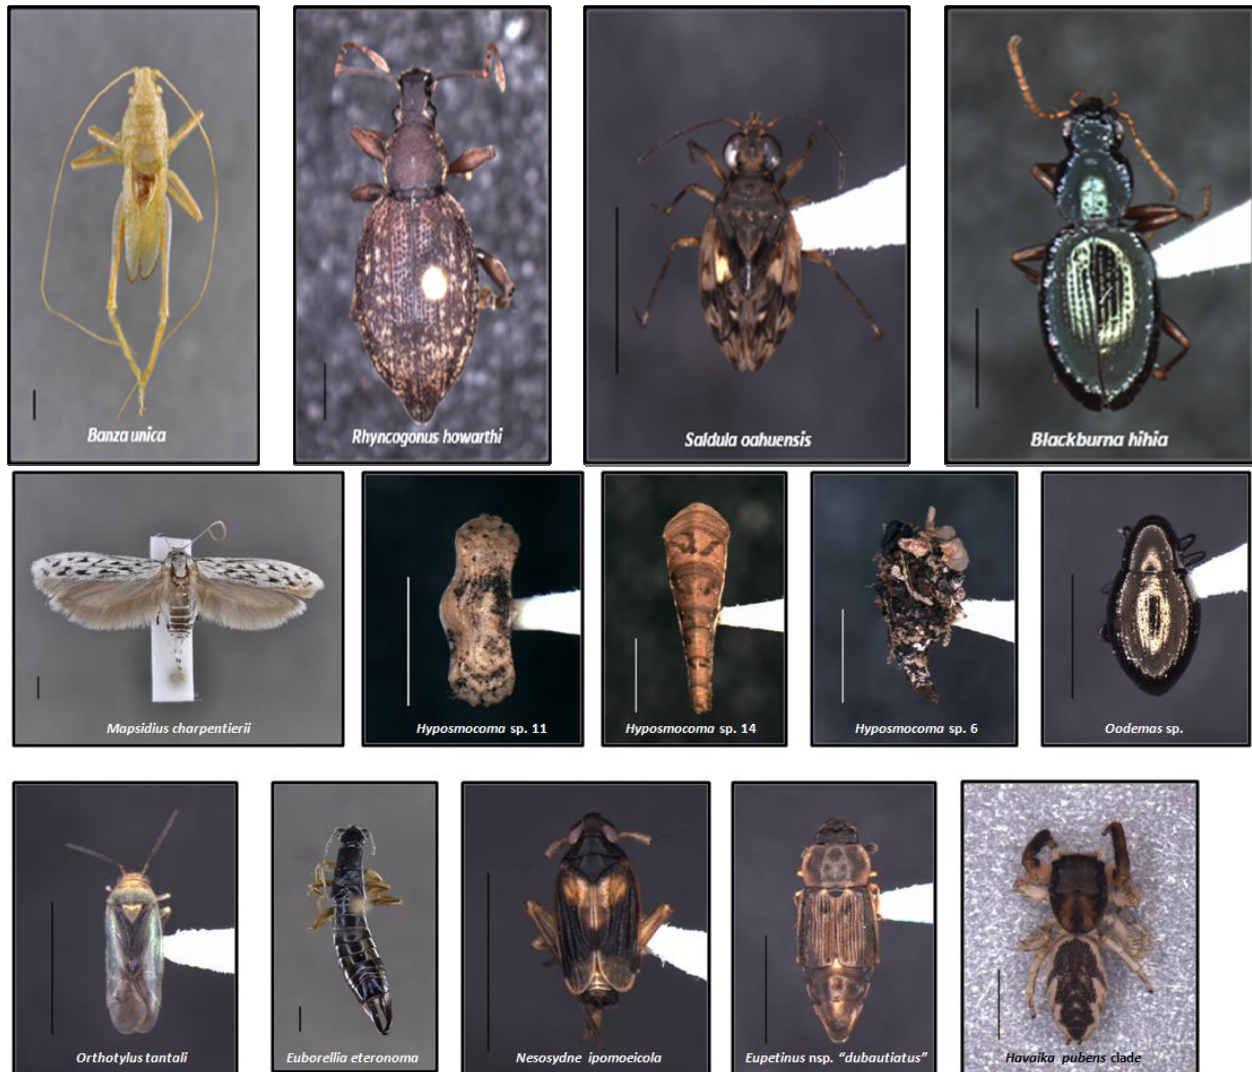 Banza unica
Rhyncogonus howarthi
Saldula oahuensis
Blackburna hihia
Mapsidius charpentierii
Hyposmocoma sp. 11
Hyposmocoma sp. 14
Hyposmocoma sp. 6
Oodemas sp.
Orthotylus tantali
Euborellia eteronoma
Nesosydne ipomoeicola
Eupetinus nsp. “dubautiatus”
Havaika pubens clade